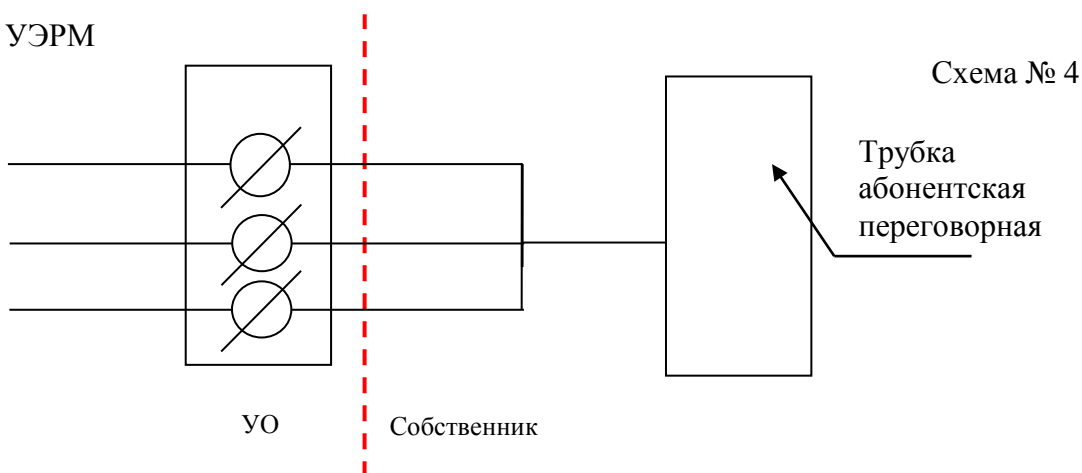 УЭРМ
Схема № 4
Трубка
абонентская
переговорная
УО
Собственник